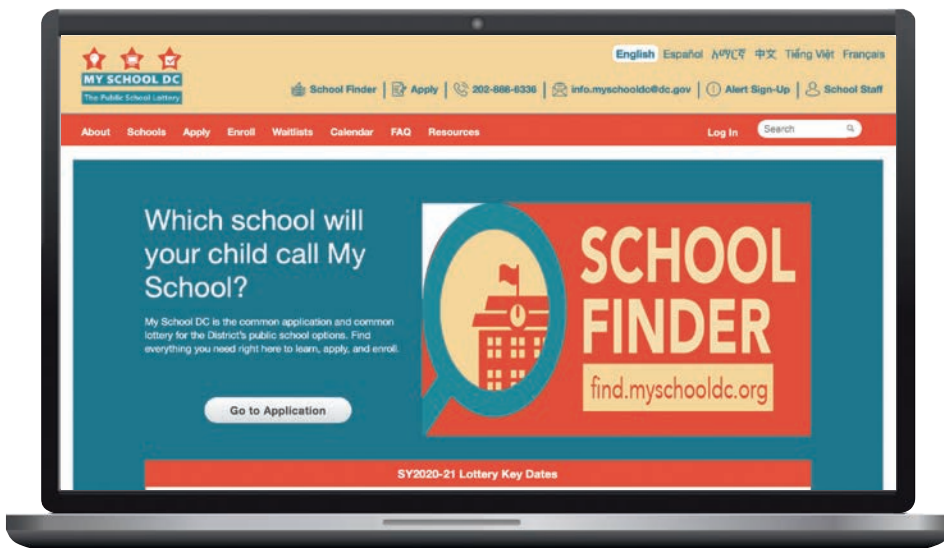 English Español አማርኛ 中文 Tiếng Việt Français
MY SCHOOL DC
The Public School Lottery
School Finder | Apply | 202-888-6336 | info.myschooldc@dc.gov | Alert Sign-Up | School Staff
About Schools Apply Enroll Waitlists Calendar FAQ Resources Log In Search
Which school will
your child call My
School?
My School DC is the common application and common
lottery for the District's public school options. Find
everything you need right here to learn, apply, and enroll.
Go to Application
SCHOOL
FINDER
find.myschooldc.org
SY2020-21 Lottery Key Dates